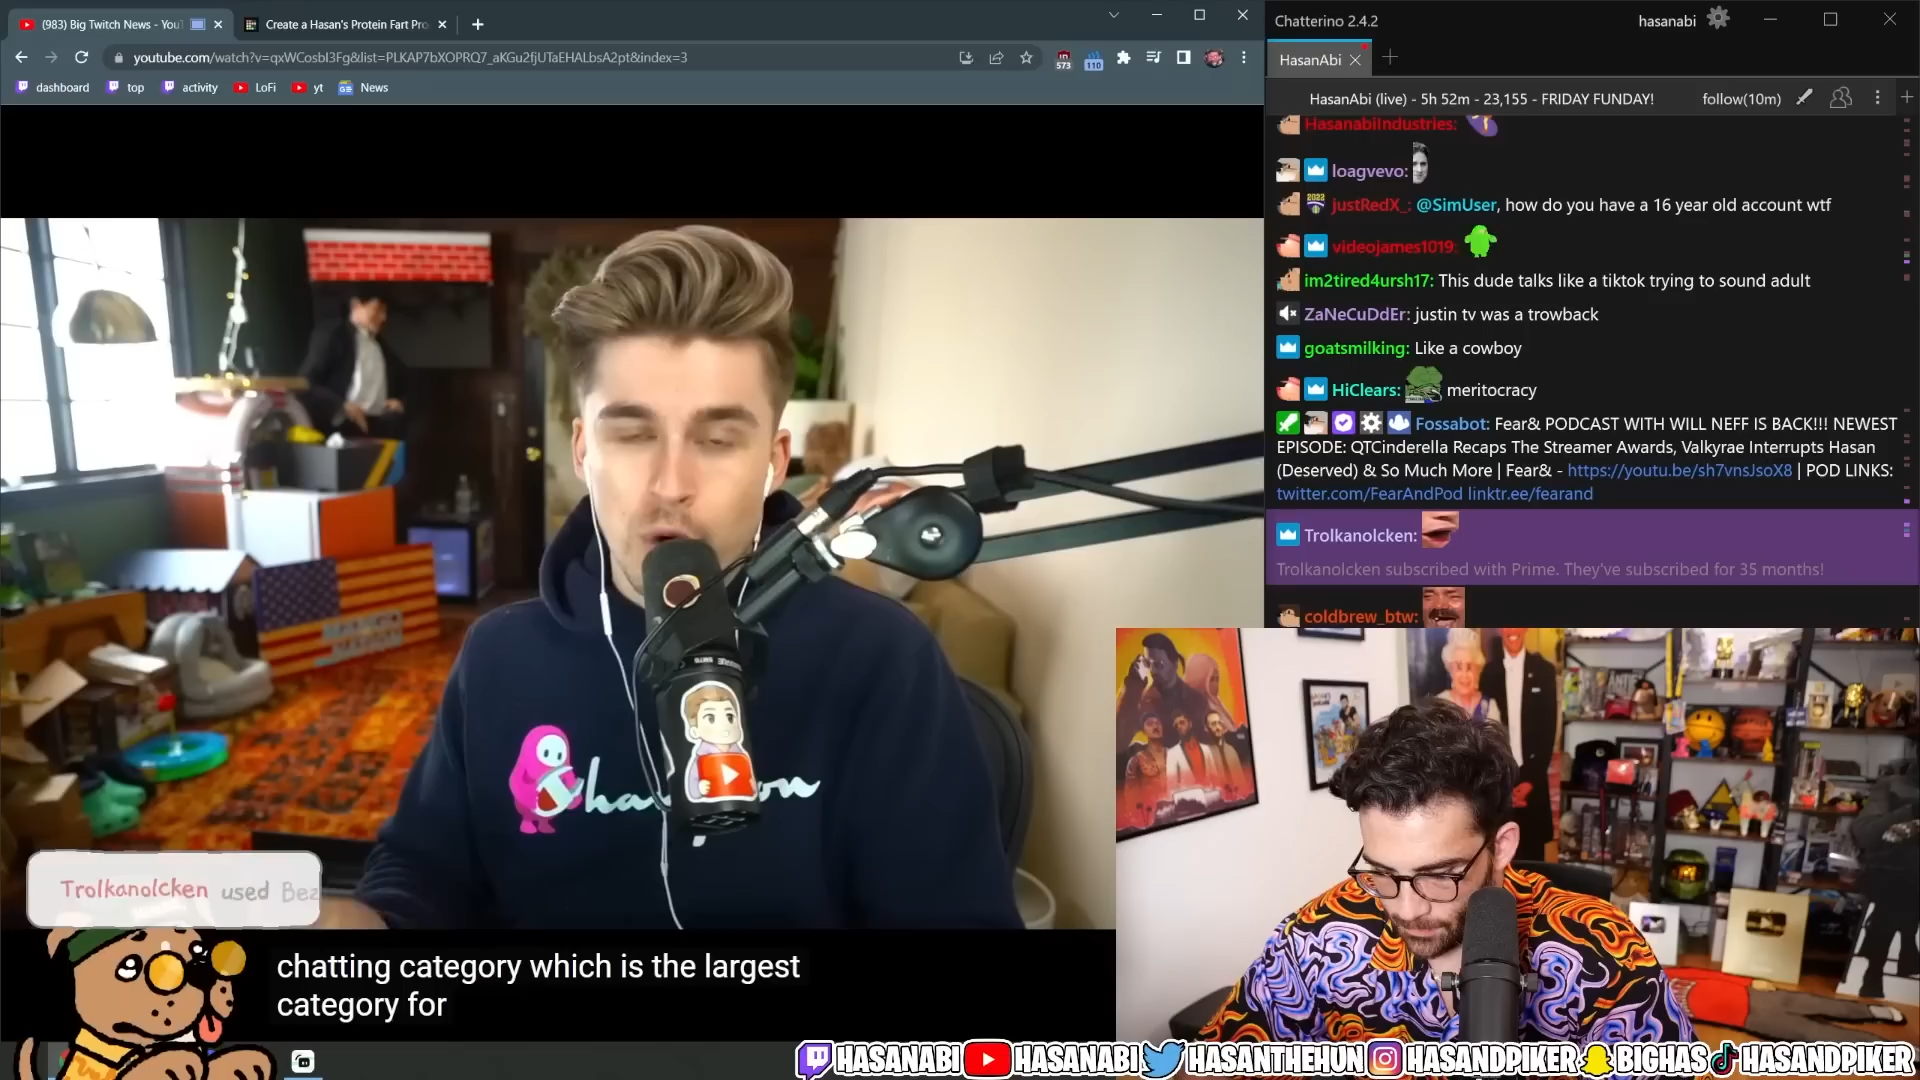 (983) Big Twitch News - You
Create a Hasan's Protein Fart Pro
youtube.com/watch?v=qxWCosbI3Fg&list=PLKAP7bXOPRQ7_aKGu2fjUTaEHALbsA2pt&index=3
573
110
dashboard
top
activity
LoFi
yt
News
Chatterino 2.4.2
hasanabi
HasanAbi
HasanAbi (live) - 5h 52m - 23,155 - FRIDAY FUNDAY!
follow(10m)
HasanabiIndustries:
loagvevo:
2022
justRedX_: @SimUser, how do you have a 16 year old account wtf
videojames1019:
im2tired4ursh17: This dude talks like a tiktok trying to sound adult
ZaNeCuDdEr: justin tv was a trowback
goatsmilking: Like a cowboy
HiClears: meritocracy
Fossabot: Fear& PODCAST WITH WILL NEFF IS BACK!!! NEWEST
EPISODE: QTCinderella Recaps The Streamer Awards, Valkyrae Interrupts Hasan
(Deserved) & So Much More | Fear& - https://youtu.be/sh7vnsJsoX8 | POD LINKS:
twitter.com/FearAndPod linktr.ee/fearand
Trolkanolcken:
Trolkanolcken subscribed with Prime. They've subscribed for 35 months!
coldbrew_btw:
Trolkanolcken used Bez
chatting category which is the largest
category for
HASANABI HASANABI HASANTHEHUN HASANDPIKER BIGHAS HASANDPIKER